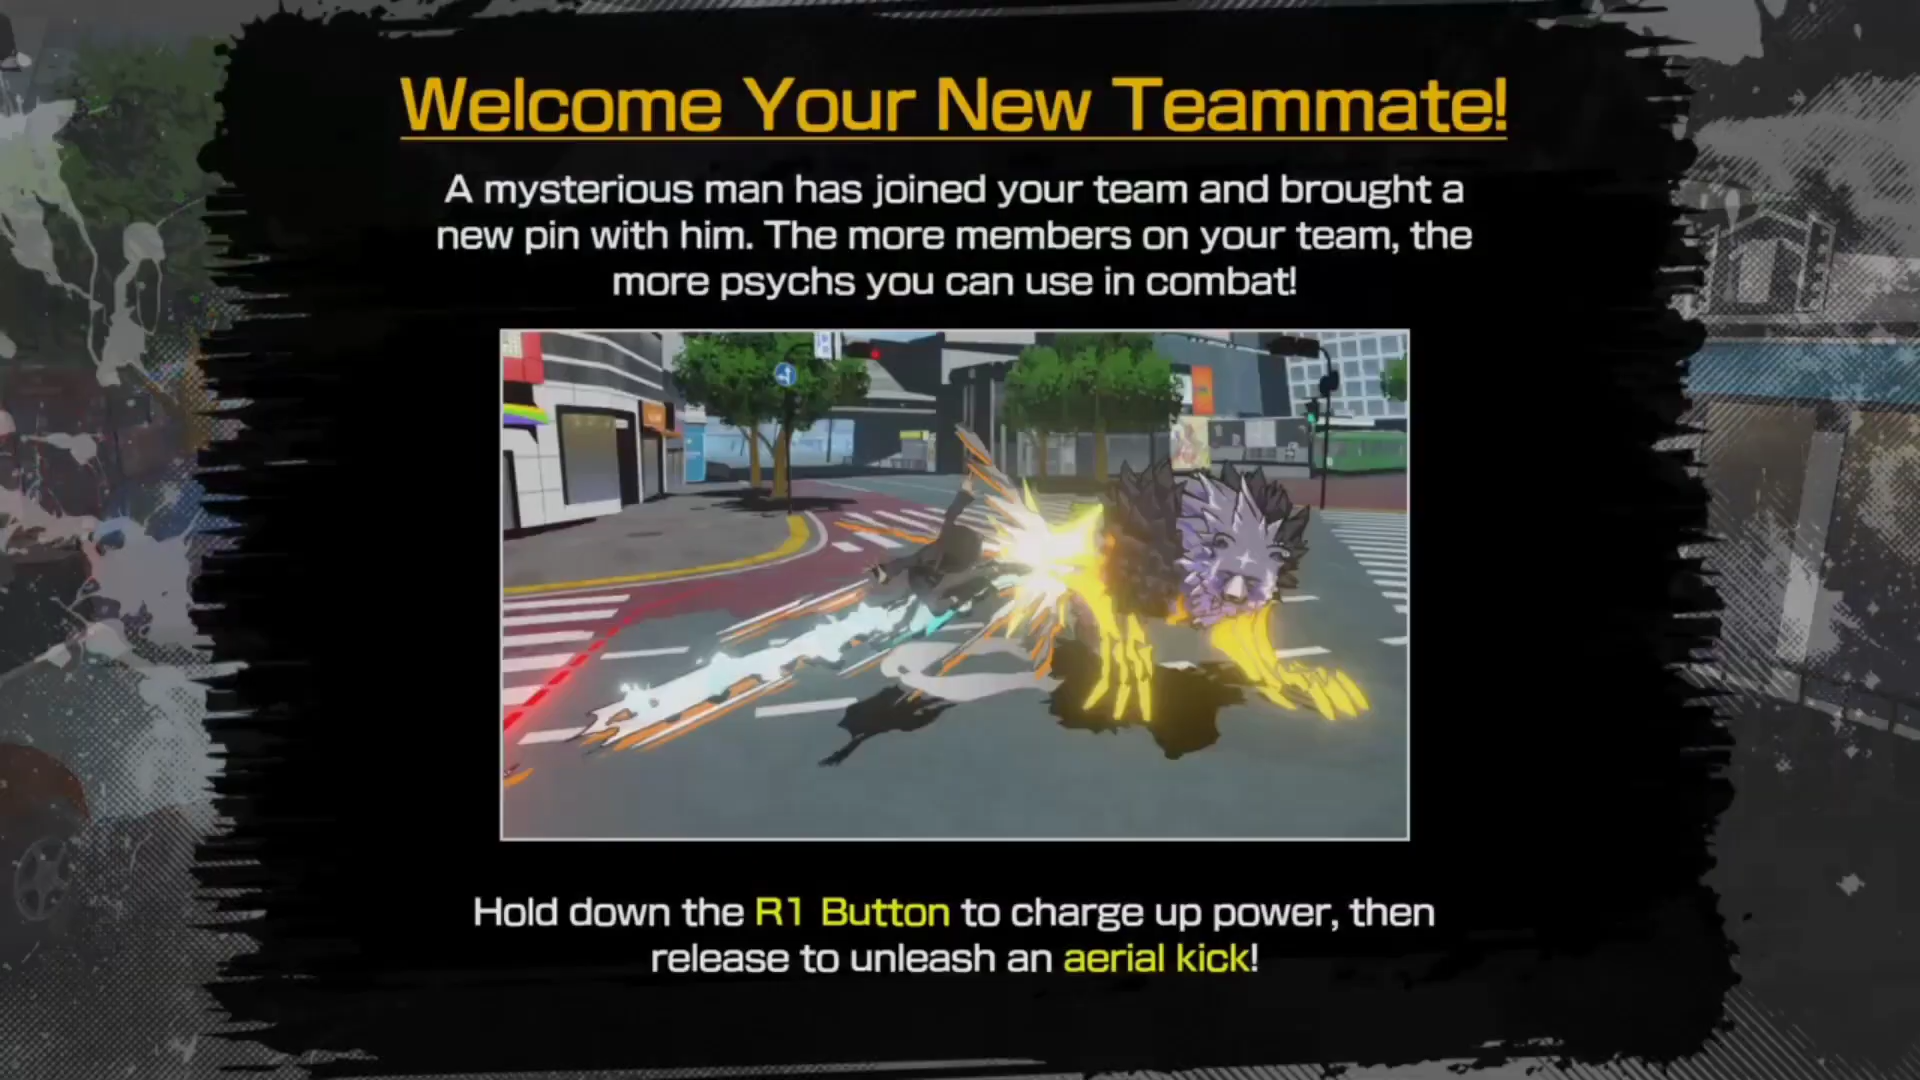 Welcome Your New Teammate!
A mysterious man has joined your team and brought a
new pin with him. The more members on your team, the
more psychs you can use in combat!
Hold down the R1 Button to charge up power, then
release to unleash an aerial kick!